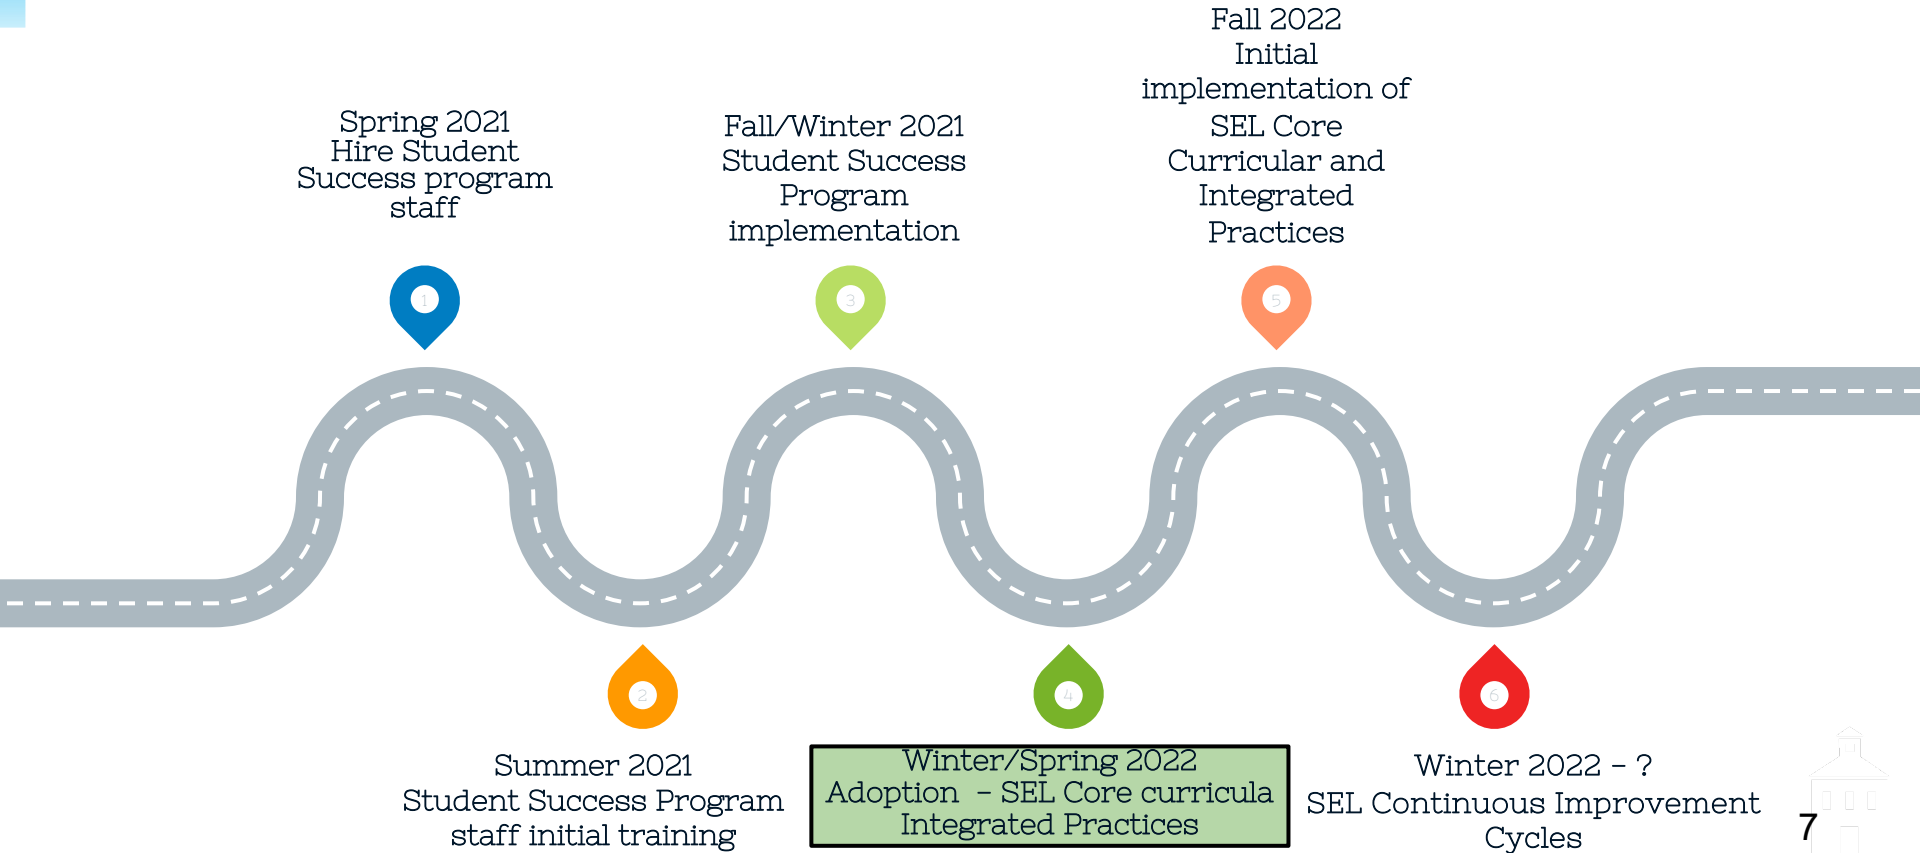 Spring 2021
Hire Student
Success program
staff
1
Summer 2021
Student Success Program
staff initial training
2
Fall/Winter 2021
Student Success
Program
implementation
3
Winter/Spring 2022
Adoption  - SEL Core curricula
Integrated Practices
4
Fall 2022
Initial
implementation of
SEL Core
Curricular and
Integrated
Practices
5
Winter 2022 - ?
SEL Continuous Improvement
Cycles
6
7